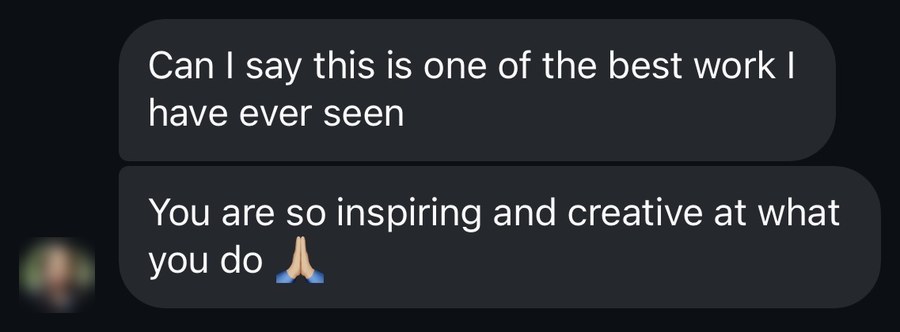 Can I say this is one of the best work I
have ever seen
You are so inspiring and creative at what
you do 🙏🏼